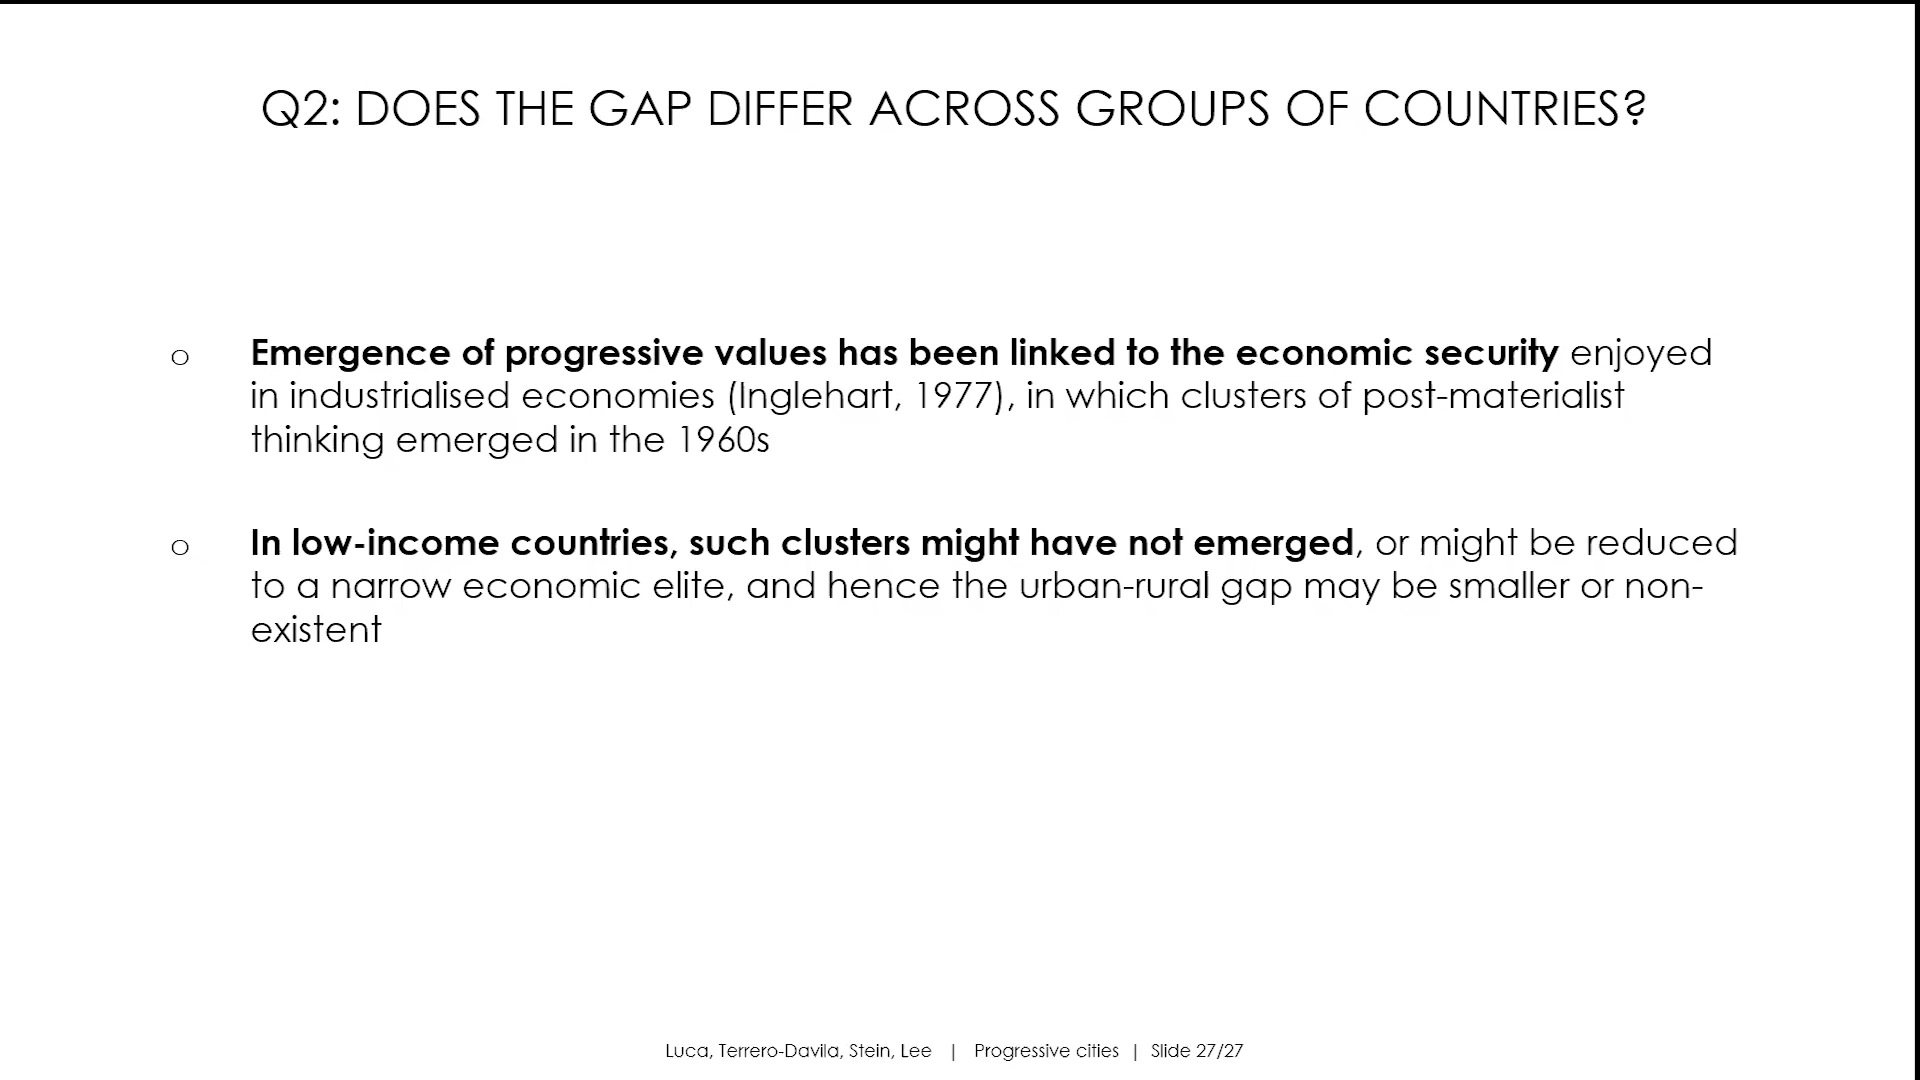 Q2: DOES THE GAP DIFFER ACROSS GROUPS OF COUNTRIES?
o Emergence of progressive values has been linked to the economic security enjoyed
in industrialised economies (Inglehart, 1977), in which clusters of post-materialist
thinking emerged in the 1960s
o In low-income countries, such clusters might have not emerged, or might be reduced
to a narrow economic elite, and hence the urban-rural gap may be smaller or non-
existent
Luca, Terrero-Davila, Stein, Lee | Progressive cities | Slide 27/27